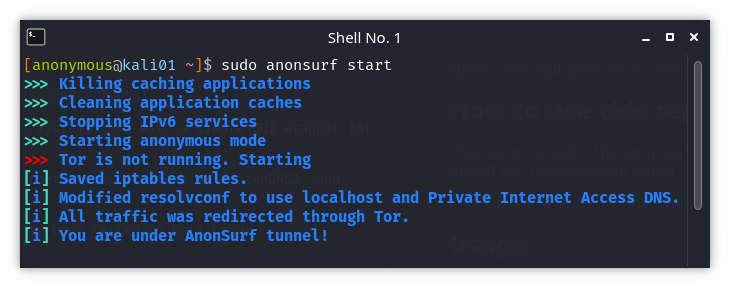 Shell No. 1
[anonymous@kali01 ~]$ sudo anonsurf start
>>> Killing caching applications
>>> Cleaning application caches
>>> Stopping IPv6 services
>>> Starting anonymous mode
>>> Tor is not running. Starting
[i] Saved iptables rules.
[i] Modified resolvconf to use localhost and Private Internet Access DNS.
[i] All traffic was redirected through Tor.
[i] You are under AnonSurf tunnel!
How to use this rep
Usage